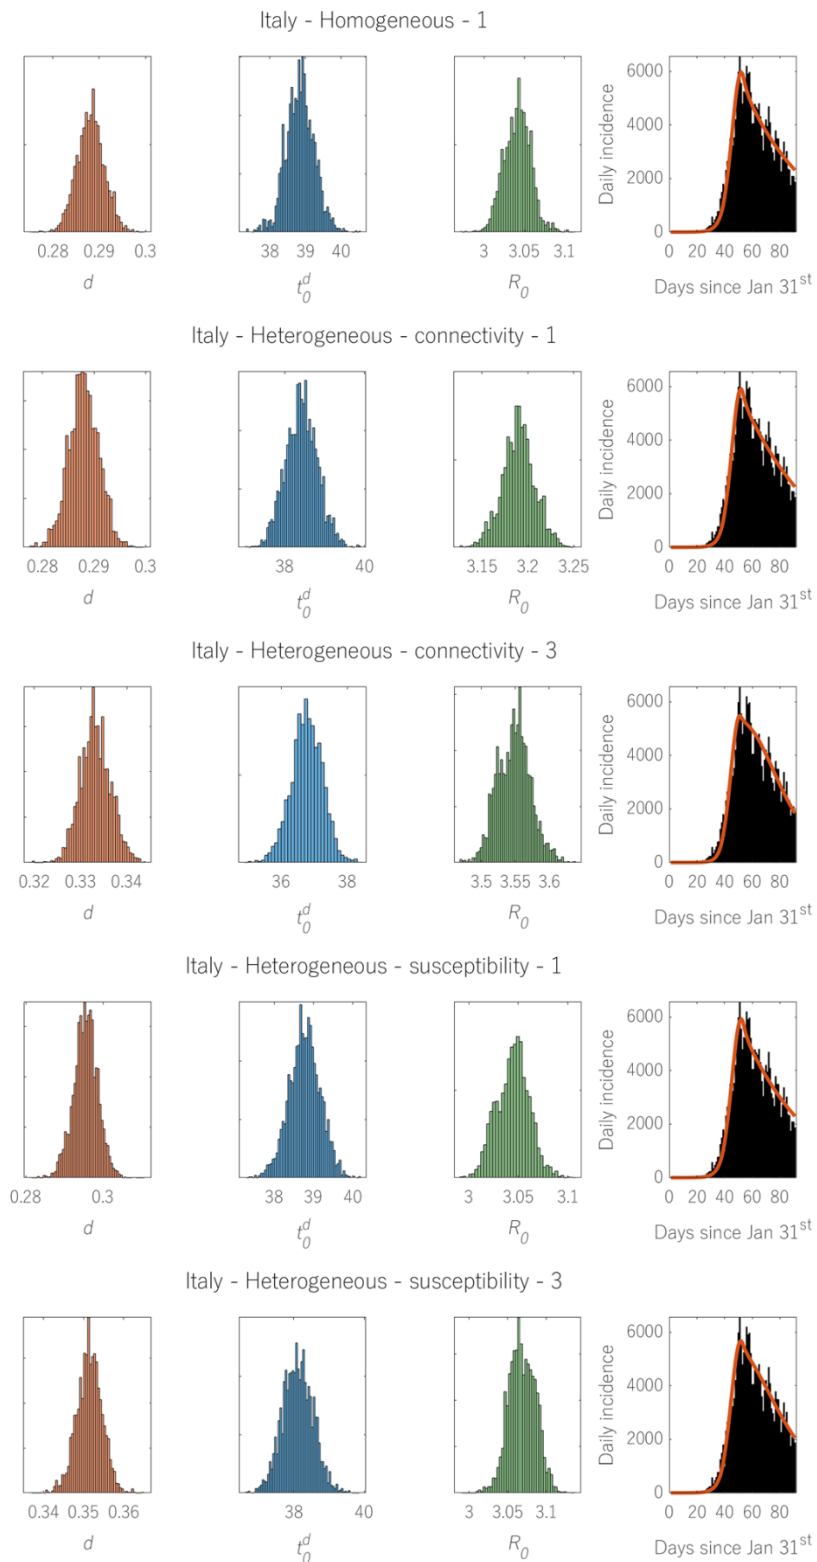 Italy - Homogeneous - 1
0.28 0.29 0.3
d
38 39 40
t₀ᵈ
3 3.05 3.1
R₀
Daily incidence
6000
4000
2000
0
0 20 40 60 80
Days since Jan 31ˢᵗ
Italy - Heterogeneous - connectivity - 1
0.28 0.29 0.3
d
38 40
t₀ᵈ
3.15 3.2 3.25
R₀
Daily incidence
6000
4000
2000
0
0 20 40 60 80
Days since Jan 31ˢᵗ
Italy - Heterogeneous - connectivity - 3
0.32 0.33 0.34
d
36 38
t₀ᵈ
3.5 3.55 3.6
R₀
Daily incidence
6000
4000
2000
0
0 20 40 60 80
Days since Jan 31ˢᵗ
Italy - Heterogeneous - susceptibility - 1
0.28 0.3
d
38 39 40
t₀ᵈ
3 3.05 3.1
R₀
Daily incidence
6000
4000
2000
0
0 20 40 60 80
Days since Jan 31ˢᵗ
Italy - Heterogeneous - susceptibility - 3
0.34 0.35 0.36
d
38 40
t₀ᵈ
3 3.05 3.1
R₀
Daily incidence
6000
4000
2000
0
0 20 40 60 80
Days since Jan 31ˢᵗ